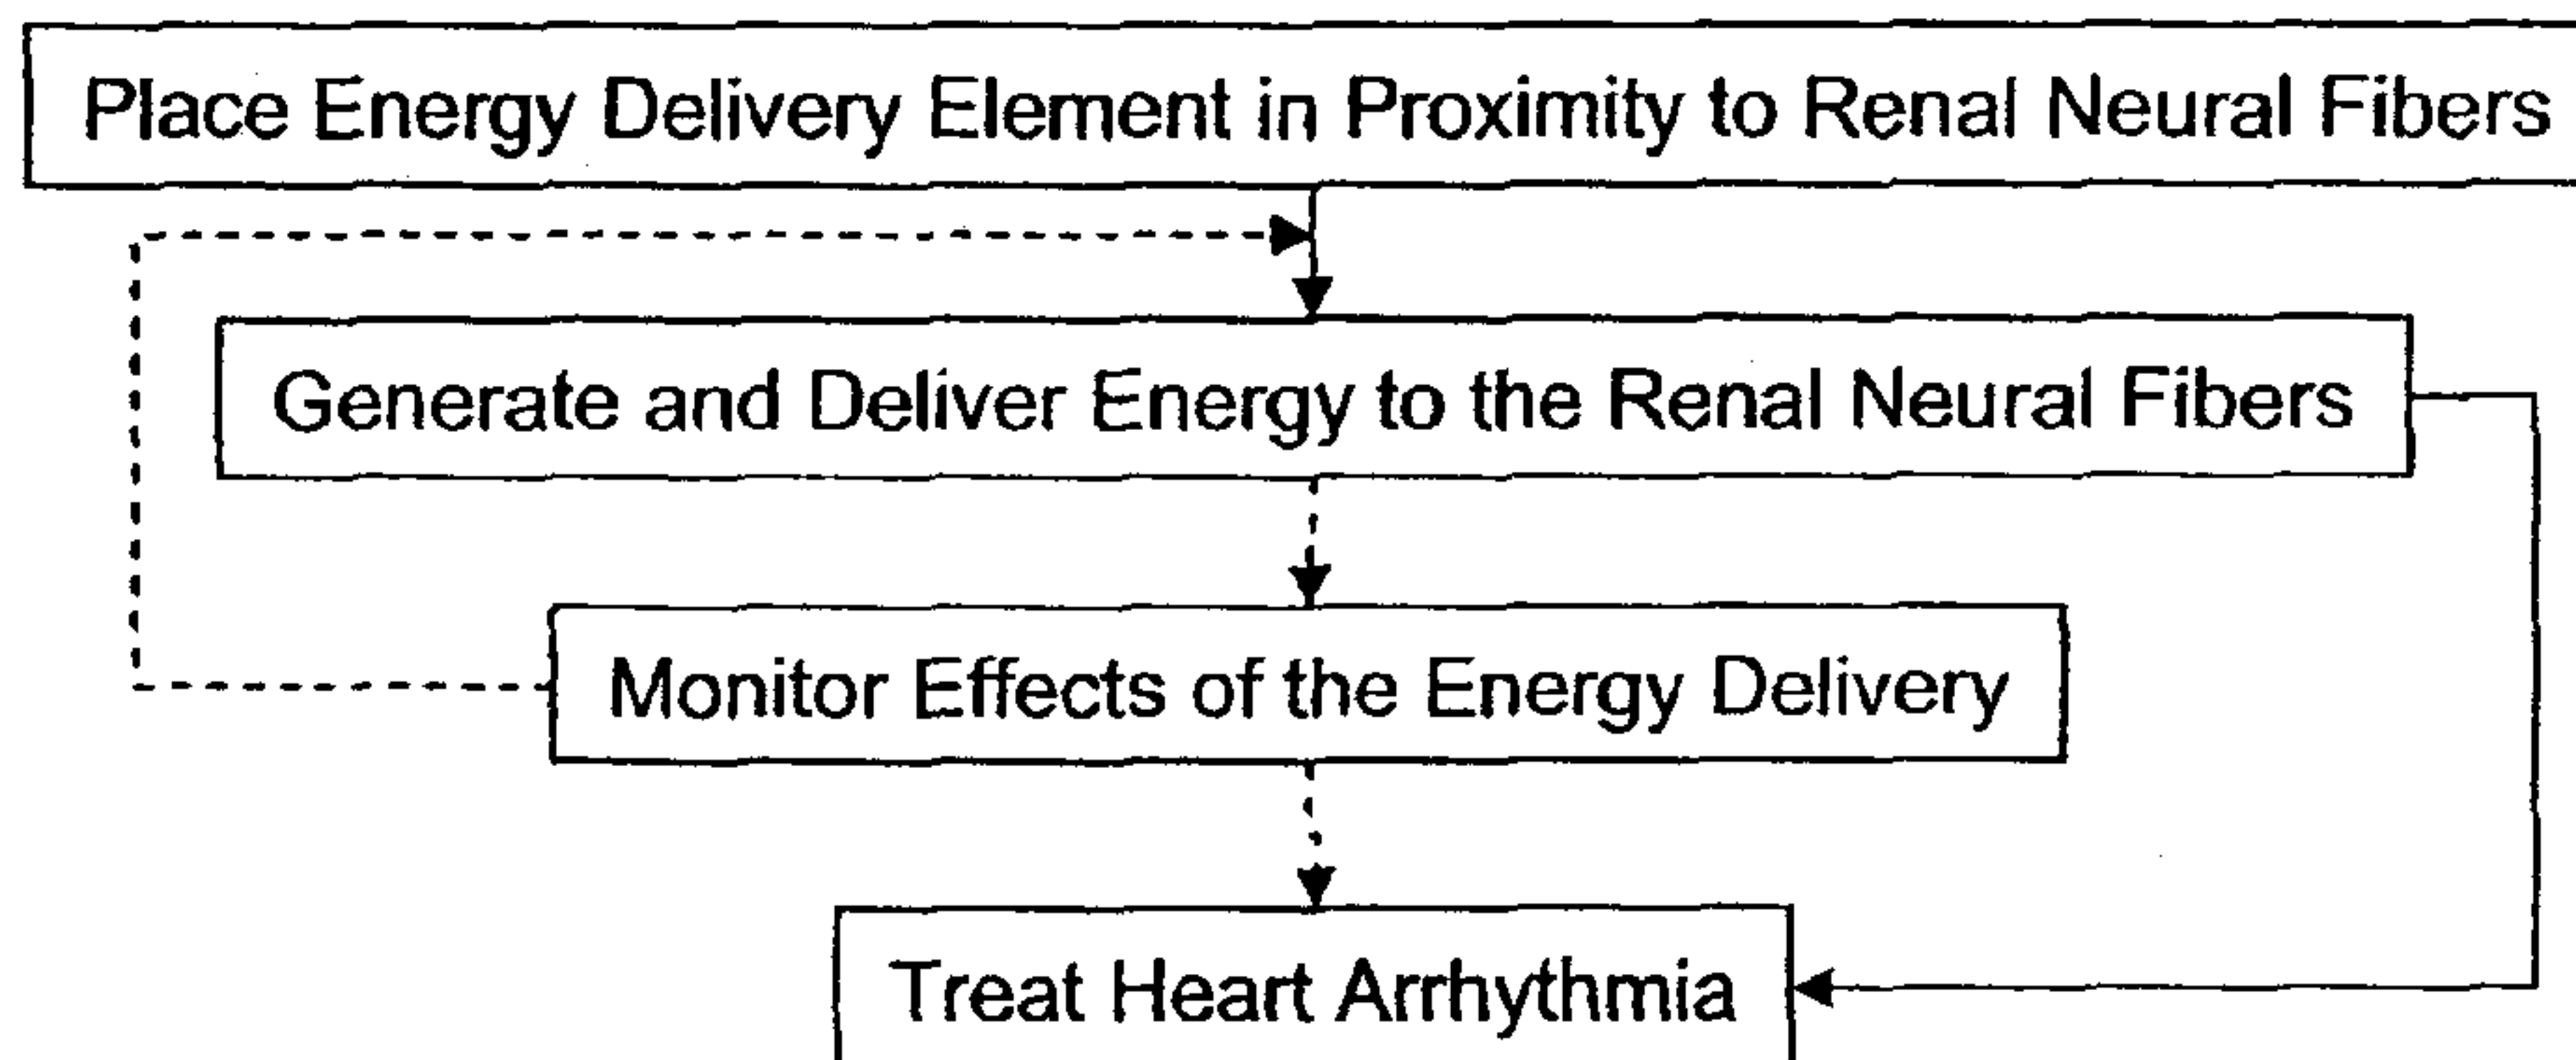 Place Energy Delivery Element in Proximity to Renal Neural Fibers
Generate and Deliver Energy to the Renal Neural Fibers
Monitor Effects of the Energy Delivery
Treat Heart Arrhythmia